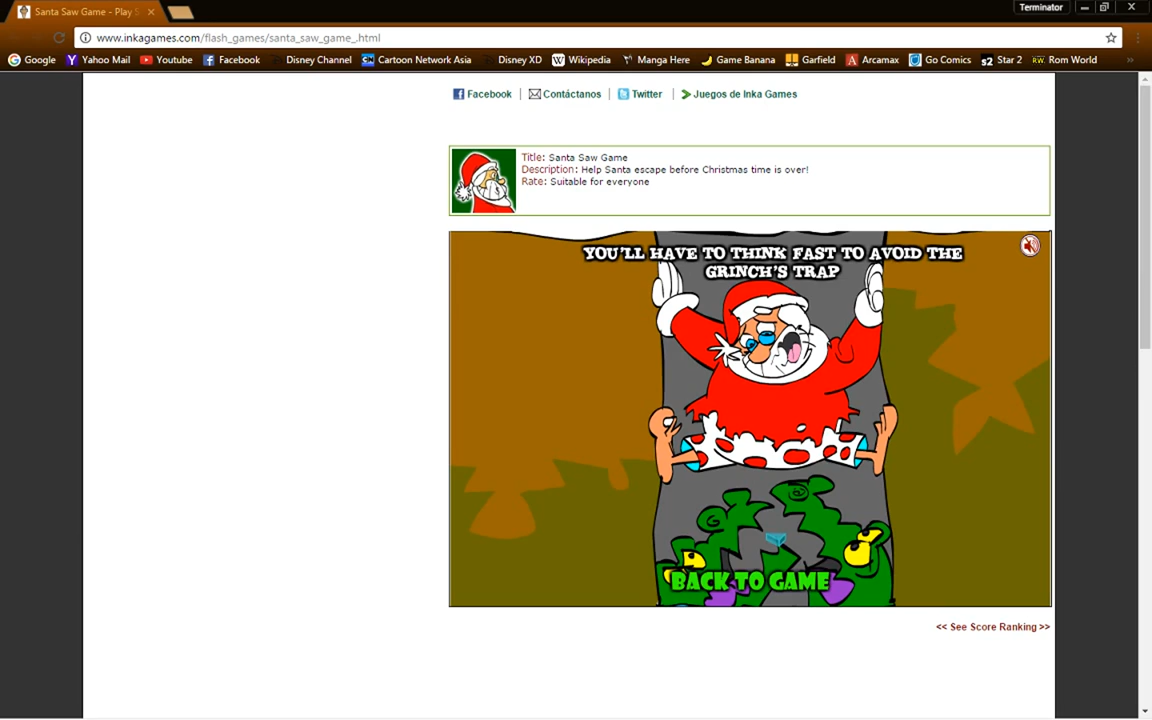 Santa Saw Game - Play S
Terminator
www.inkagames.com/flash_games/santa_saw_game_.html
Google Yahoo Mail Youtube Facebook Disney Channel Cartoon Network Asia Disney XD Wikipedia Manga Here Game Banana Garfield Arcamax Go Comics Star 2 Rom World
Facebook | Contáctanos | Twitter | Juegos de Inka Games
Title: Santa Saw Game
Description: Help Santa escape before Christmas time is over!
Rate: Suitable for everyone
YOU'LL HAVE TO THINK FAST TO AVOID THE
GRINCH'S TRAP
BACK TO GAME
<< See Score Ranking >>